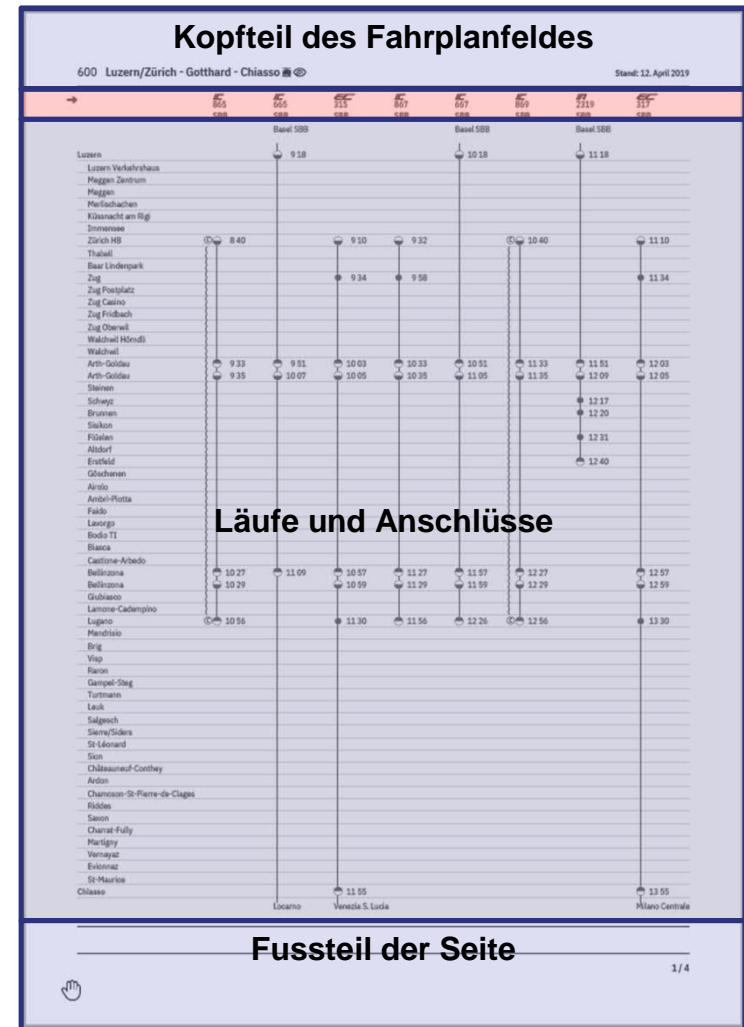 Kopfteil des Fahrplanfeldes
600 Luzern/Zürich - Gotthard - Chiasso Stand: 12. April 2019
→ IC EC IC IR EC
865 665 315 867 667 869 2319 317
SBB SBB SBB SBB SBB SBB SBB SBB
Basel SBB Basel SBB Basel SBB
Luzern 9 18 10 18 11 18
Luzern Verkehrshaus
Meggen Zentrum
Meggen
Merlischachen
Küssnacht am Rigi
Immensee
Zürich HB © 8 40 9 10 9 32 © 10 40 11 10
Thalwil
Baar Lindenpark
Zug 9 34 9 58 11 34
Zug Postplatz
Zug Casino
Zug Fridbach
Zug Oberwil
Walchwil Hörndli
Walchwil
Arth-Goldau 9 33 9 51 10 03 10 33 10 51 11 33 11 51 12 03
Arth-Goldau 9 35 10 07 10 05 10 35 11 05 11 35 12 09 12 05
Steinen
Schwyz 12 17
Brunnen 12 20
Sisikon
Flüelen 12 31
Altdorf
Erstfeld 12 40
Göschenen
Airolo
Ambrì-Piotta
Faido
Läufe und Anschlüsse
Lavorgo
Bodio TI
Biasca
Castione-Arbedo
Bellinzona 10 27 11 09 10 57 11 27 11 57 12 27 12 57
Bellinzona 10 29 10 59 11 29 11 59 12 29 12 59
Giubiasco
Lamone-Cadempino
Lugano © 10 56 11 30 11 56 12 26 © 12 56 13 30
Mendrisio
Brig
Visp
Raron
Gampel-Steg
Turtmann
Leuk
Salgesch
Sierre/Siders
St-Léonard
Sion
Châteauneuf-Conthey
Ardon
Chamoson-St-Pierre-de-Clages
Riddes
Saxon
Charrat-Fully
Martigny
Vernayaz
Evionnaz
St-Maurice
Chiasso 11 55 13 55
Locarno Venezia S. Lucia Milano Centrale
Fussteil der Seite
1 / 4